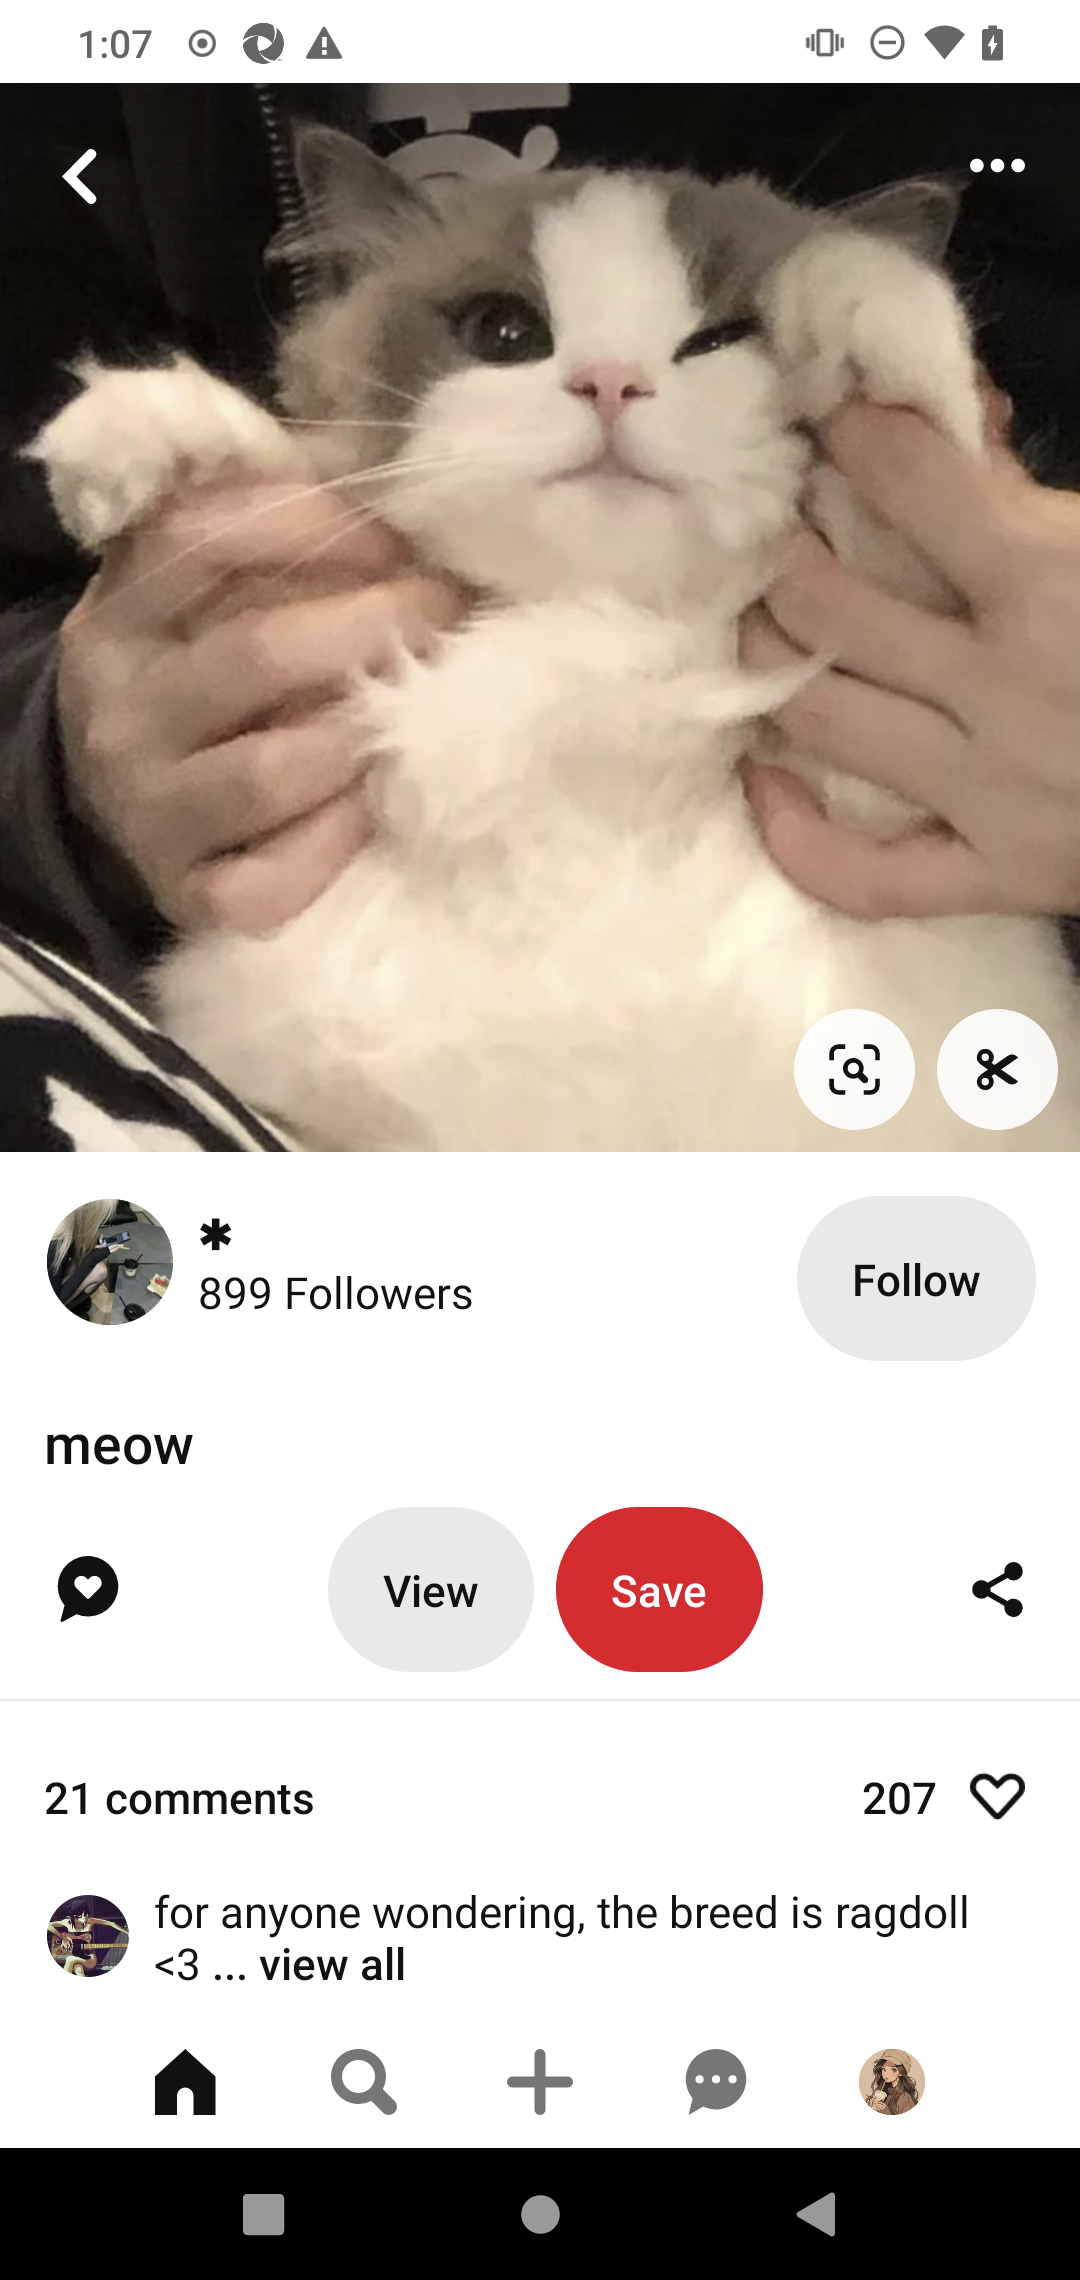 1:07
*
899 Followers
Follow
meow
View
Save
21 comments
207
for anyone wondering, the breed is ragdoll
<3 ... view all